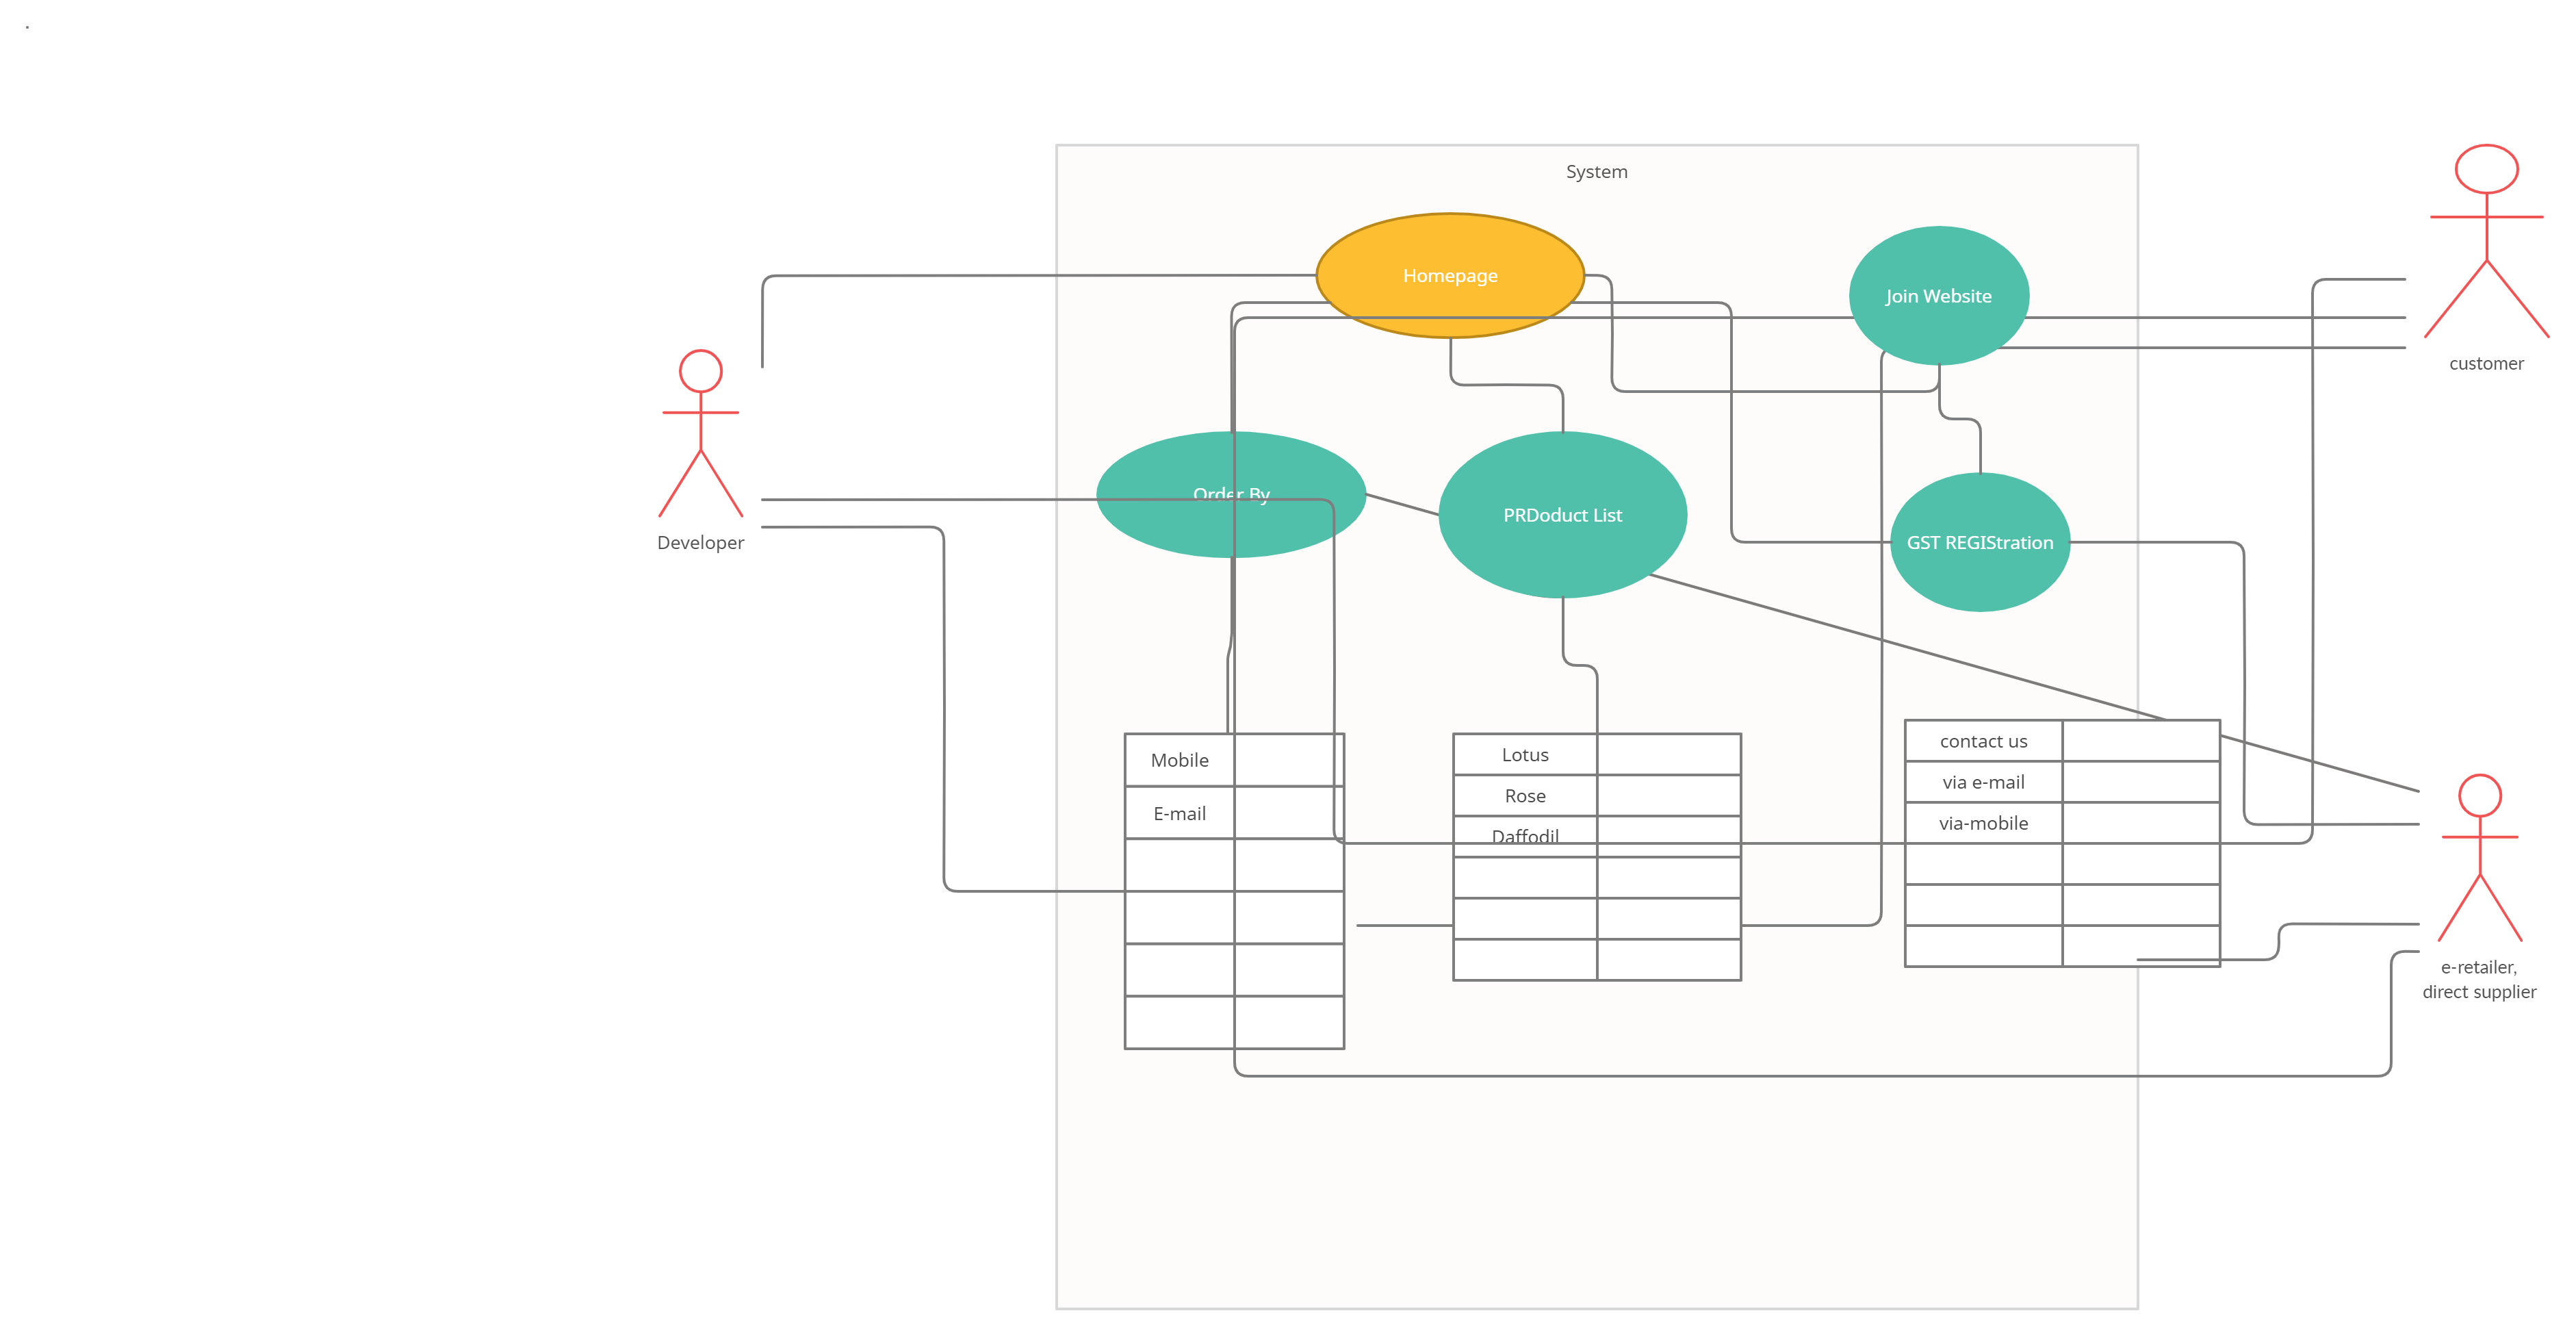 .
System
Homepage
Join Website
customer
Order By
PRDoduct List
GST REGIStration
Developer
Mobile
E-mail
Lotus
Rose
Daffodil
contact us
via e-mail
via-mobile
e-retailer,
direct supplier